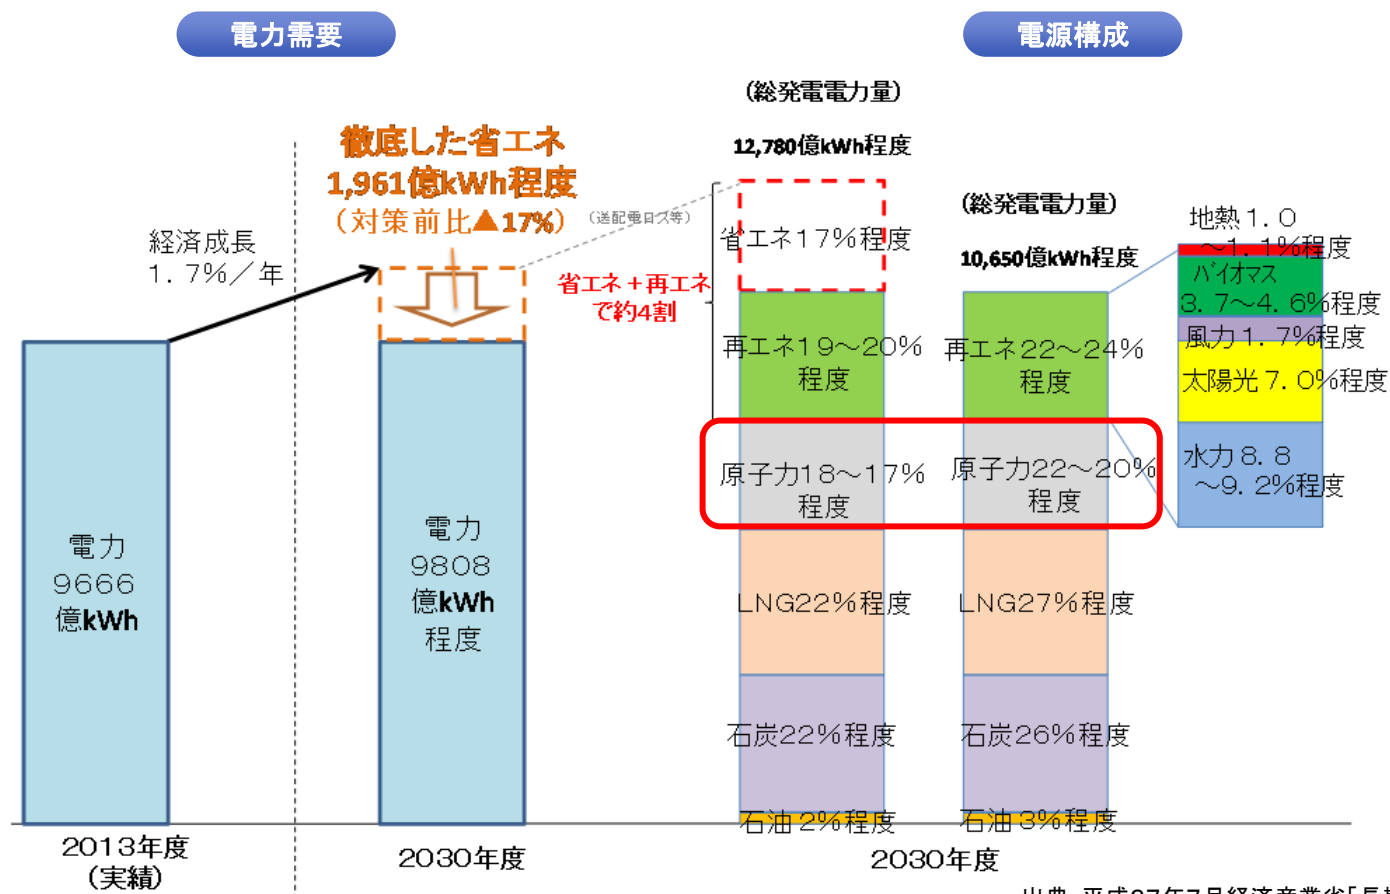 電力需要
電源構成
(総発電電力量)
12,780億kWh程度
徹底した省エネ
1,961億kWh程度
(対策前比▲17%)
(送配電ロス等)
経済成長
1.7%/年
省エネ+再エネ
で約4割
省エネ17%程度
(総発電電力量)
10,650億kWh程度
地熱1.0
~1.1%程度
バイオマス
3.7~4.6%程度
風力1.7%程度
太陽光7.0%程度
水力8.8
~9.2%程度
再エネ19~20%
程度
再エネ22~24%
程度
原子力18~17%
程度
原子力22~20%
程度
電力
9666
億kWh
電力
9808
億kWh
程度
LNG22%程度
LNG27%程度
石炭22%程度
石炭26%程度
石油2%程度
石油3%程度
2013年度
(実績)
2030年度
2030年度